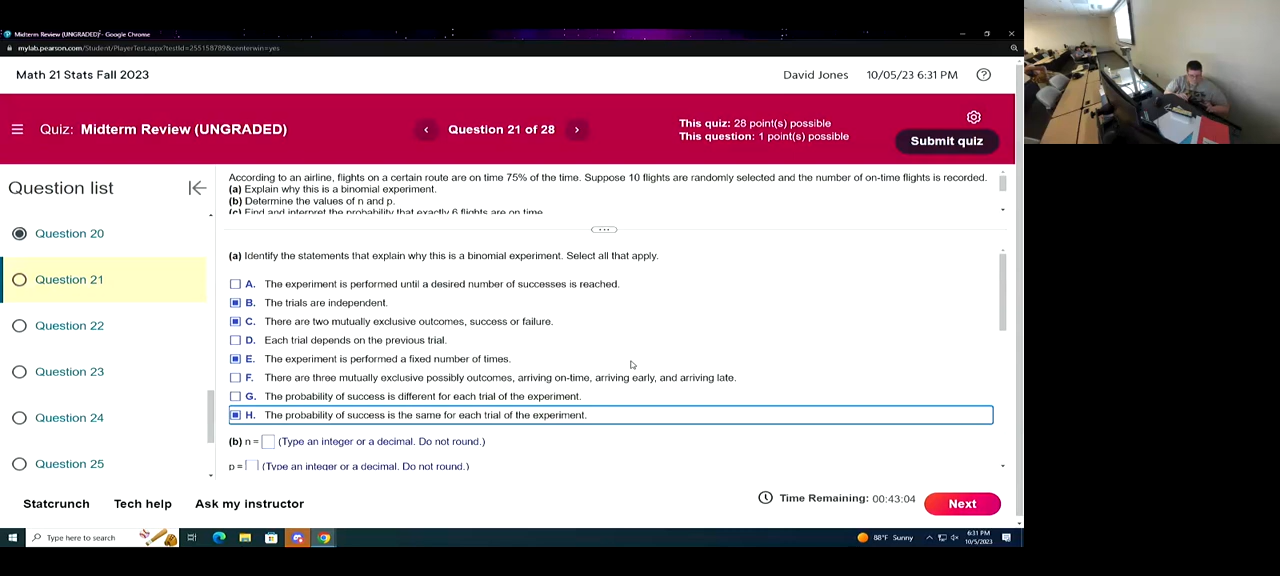 Midterm Review (UNGRADED) - Google Chrome
mylab.pearson.com/Student/PlayerTest.aspx?testId=255158789&centerwin=yes
Math 21 Stats Fall 2023
David Jones
10/05/23 6:31 PM
Quiz: Midterm Review (UNGRADED)
Question 21 of 28
This quiz: 28 point(s) possible
This question: 1 point(s) possible
Submit quiz
Question list
Question 20
Question 21
Question 22
Question 23
Question 24
Question 25
According to an airline, flights on a certain route are on time 75% of the time. Suppose 10 flights are randomly selected and the number of on-time flights is recorded.
(a) Explain why this is a binomial experiment.
(b) Determine the values of n and p.
(c) Find and interpret the probability that exactly 6 flights are on time.
(a) Identify the statements that explain why this is a binomial experiment. Select all that apply.
A. The experiment is performed until a desired number of successes is reached.
B. The trials are independent.
C. There are two mutually exclusive outcomes, success or failure.
D. Each trial depends on the previous trial.
E. The experiment is performed a fixed number of times.
F. There are three mutually exclusive possibly outcomes, arriving on-time, arriving early, and arriving late.
G. The probability of success is different for each trial of the experiment.
H. The probability of success is the same for each trial of the experiment.
(b) n = (Type an integer or a decimal. Do not round.)
p = (Type an integer or a decimal. Do not round.)
Statcrunch
Tech help
Ask my instructor
Time Remaining: 00:43:04
Next
Type here to search
88°F Sunny
6:31 PM
10/5/2023